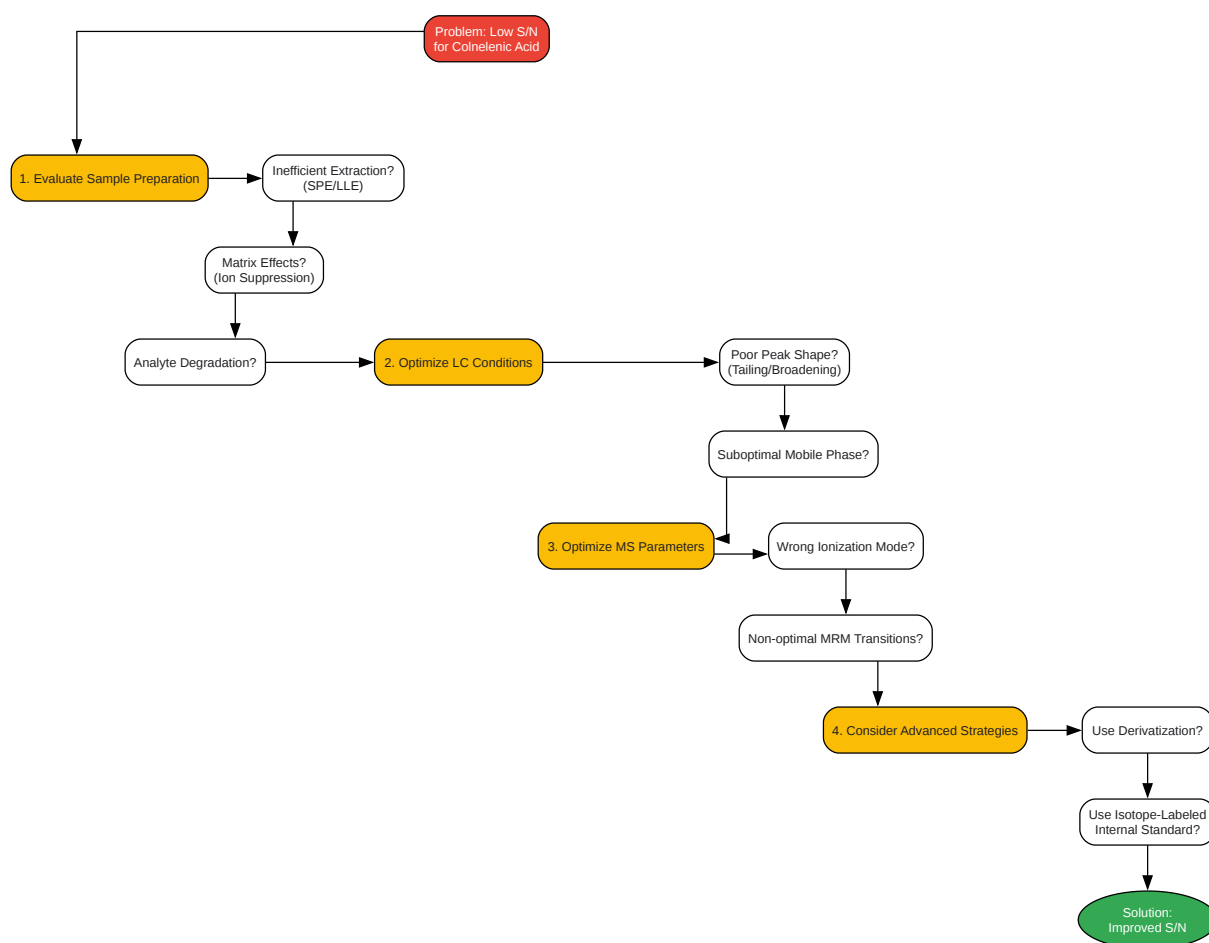 Problem: Low S/N
for Colnelenic Acid
1. Evaluate Sample Preparation
Inefficient Extraction?
(SPE/LLE)
Matrix Effects?
(Ion Suppression)
Analyte Degradation?
2. Optimize LC Conditions
Poor Peak Shape?
(Tailing/Broadening)
Suboptimal Mobile Phase?
3. Optimize MS Parameters
Wrong Ionization Mode?
Non-optimal MRM Transitions?
4. Consider Advanced Strategies
Use Derivatization?
Use Isotope-Labeled
Internal Standard?
Solution:
Improved S/N